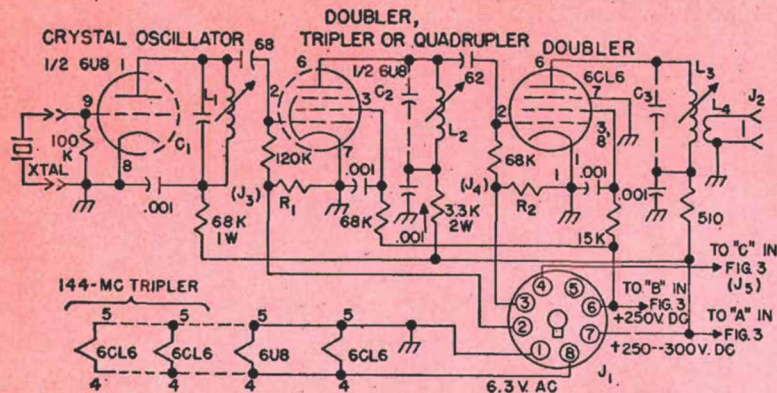 DOUBLER,
TRIPLER OR QUADRUPLER
CRYSTAL OSCILLATOR
DOUBLER
1/2 6U8
1
68
6
1/2 6U8
C2
62
6
6CL6
7
C3
L3
J2
L1
L4
1
9
2
3
2
3,
8
100
K
C1
L2
8
7
1
XTAL
120K
.001
68K
.001
.001
.001
(J3)
R1
(J4)
R2
1
510
68K
1W
68K
.001
3.3K
2W
15K
TO "C" IN
FIG. 3
(J5)
144-MC TRIPLER
4
5
3
6
TO "B" IN
FIG. 3
+250V. DC
5
5
5
5
2
7
TO "A" IN
FIG. 3
6CL6
6CL6
6U8
6CL6
1
8
+250--300V. DC
4
4
4
4
6.3V. AC
J1